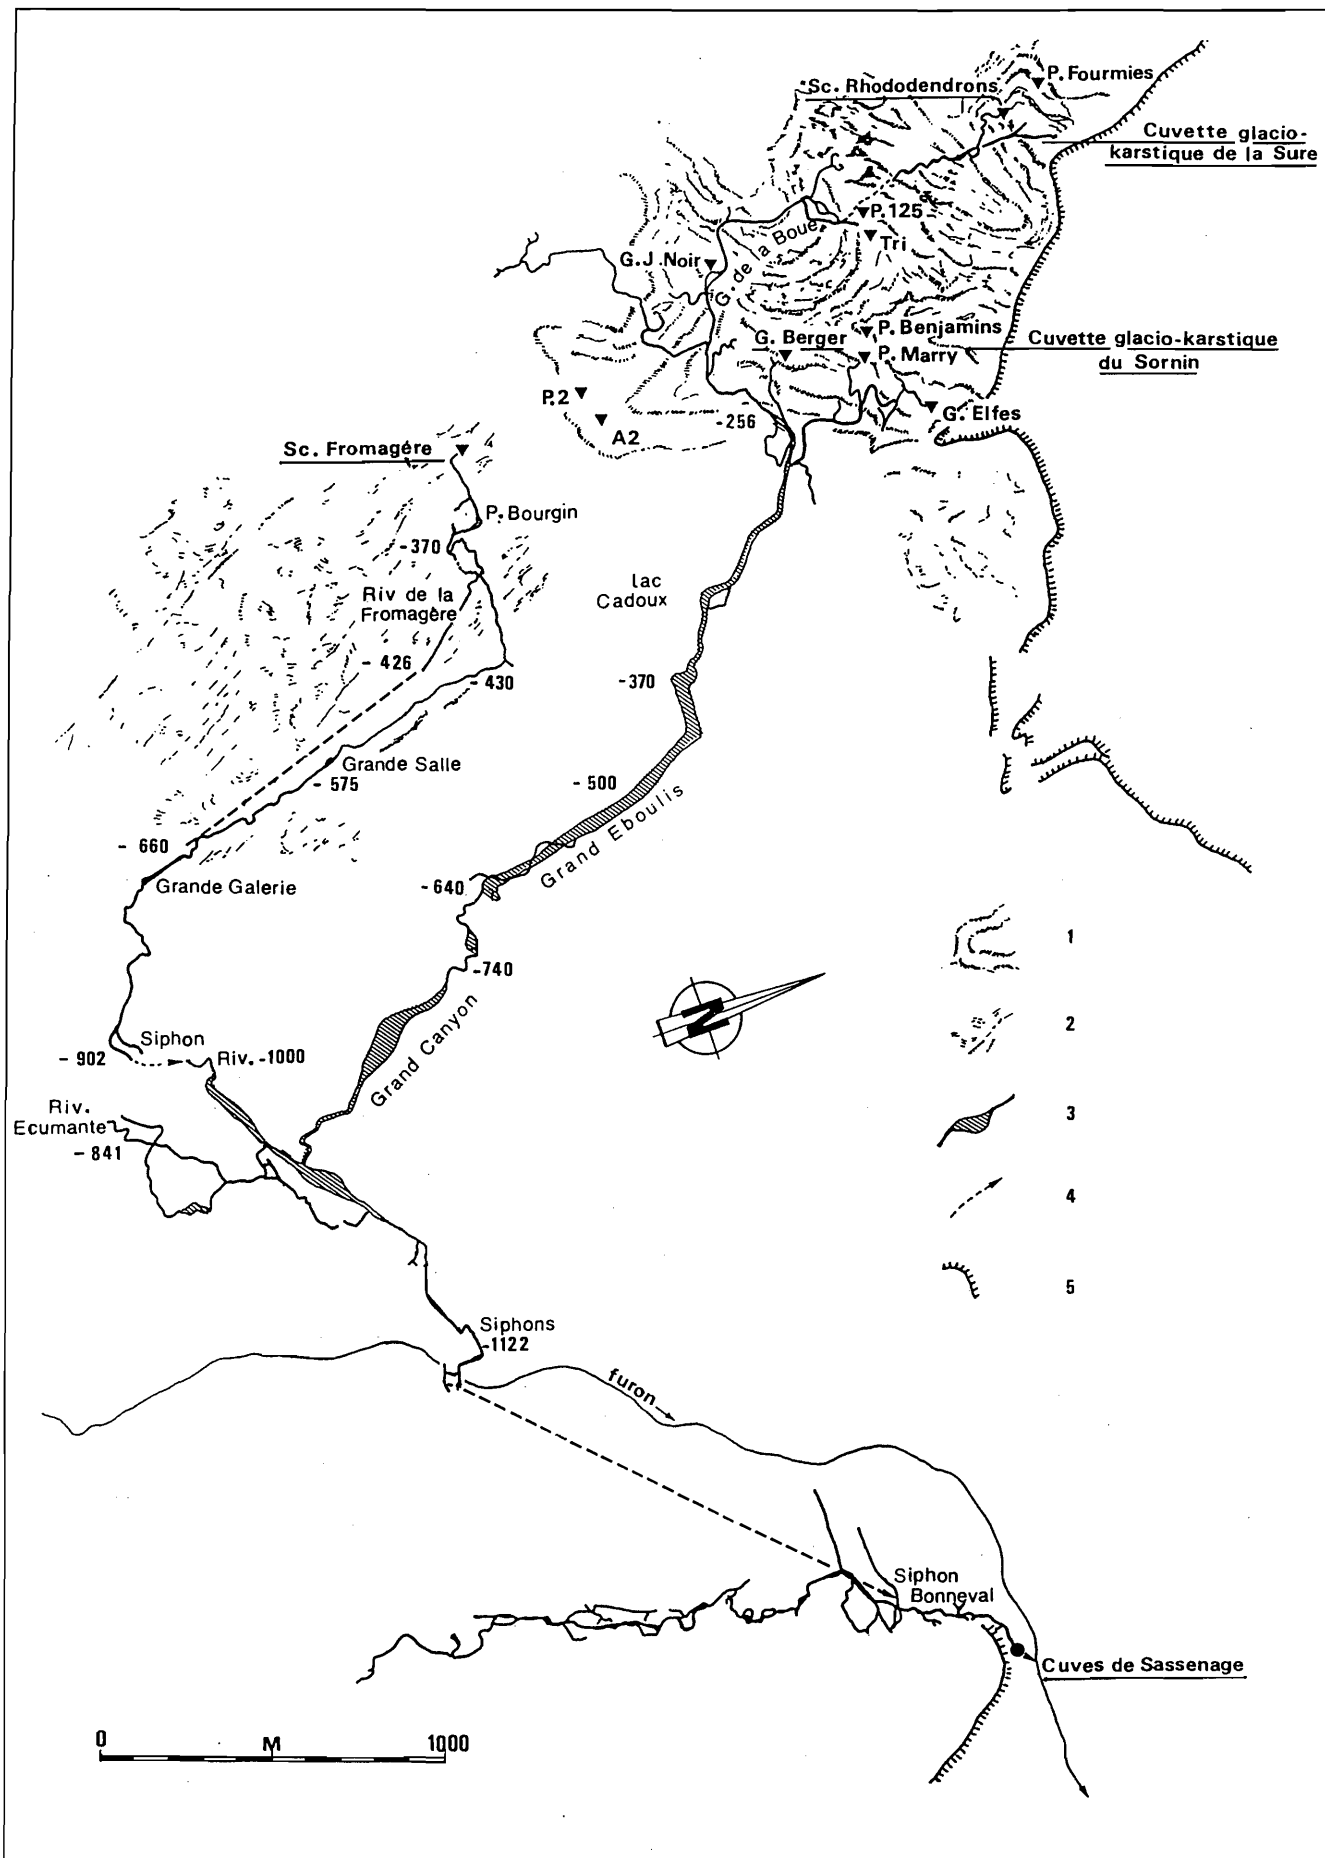 P. Fourmies
Sc. Rhododendrons
Cuvette glacio-
karstique de la Sure
P.125
Tri
G. de la Boue
G.J. Noir
P. Benjamins
G. Berger
P. Marry
Cuvette glacio-karstique
du Sornin
P.2
A2
-256
G. Elfes
Sc. Fromagére
P. Bourgin
-370
Riv de la
Fromagère
lac
Cadoux
-426
-430
-370
Grande Salle
-575
-500
Grand Eboulis
-660
Grande Galerie
-640
1
-740
2
N
Grand Canyon
Siphon
-902
Riv. -1000
Riv.
Ecumante
-841
3
4
5
Siphons
-1122
furon
Siphon
Bonneval
Cuves de Sassenage
0 M 1000